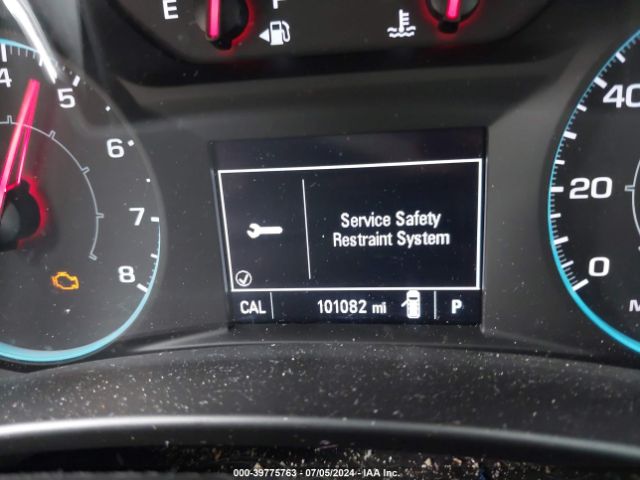 E F
4 5 6 7 8
40
20
0
Service Safety
Restraint System
CAL 101082 mi P
000-39775763 | 07/05/2024 | IAA Inc.